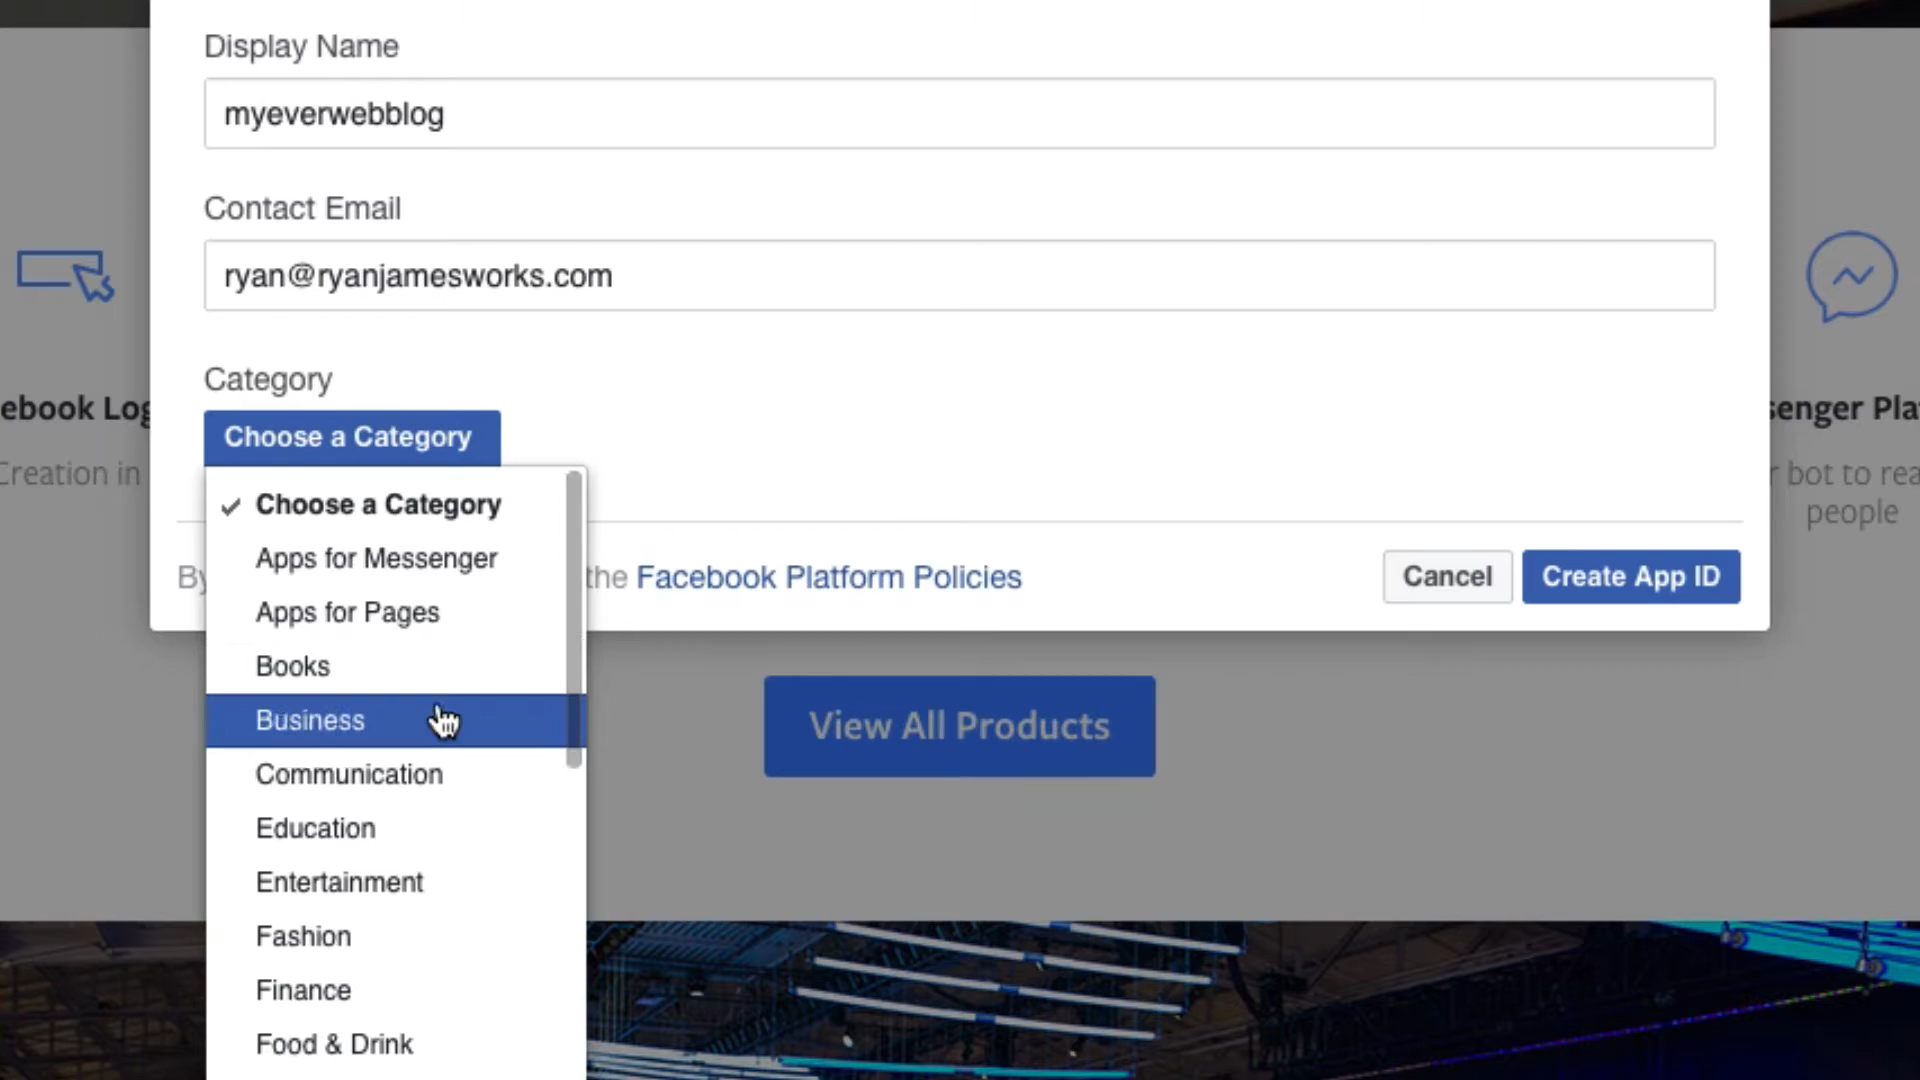 Display Name
myeverwebblog
Contact Email
ryan@ryanjamesworks.com
Category
ebook Log
senger Pla
Choose a Category
Creation in
r bot to rea
people
Choose a Category
Apps for Messenger
By
the Facebook Platform Policies
Cancel
Create App ID
Apps for Pages
Books
Business
View All Products
Communication
Education
Entertainment
Fashion
Finance
Food & Drink